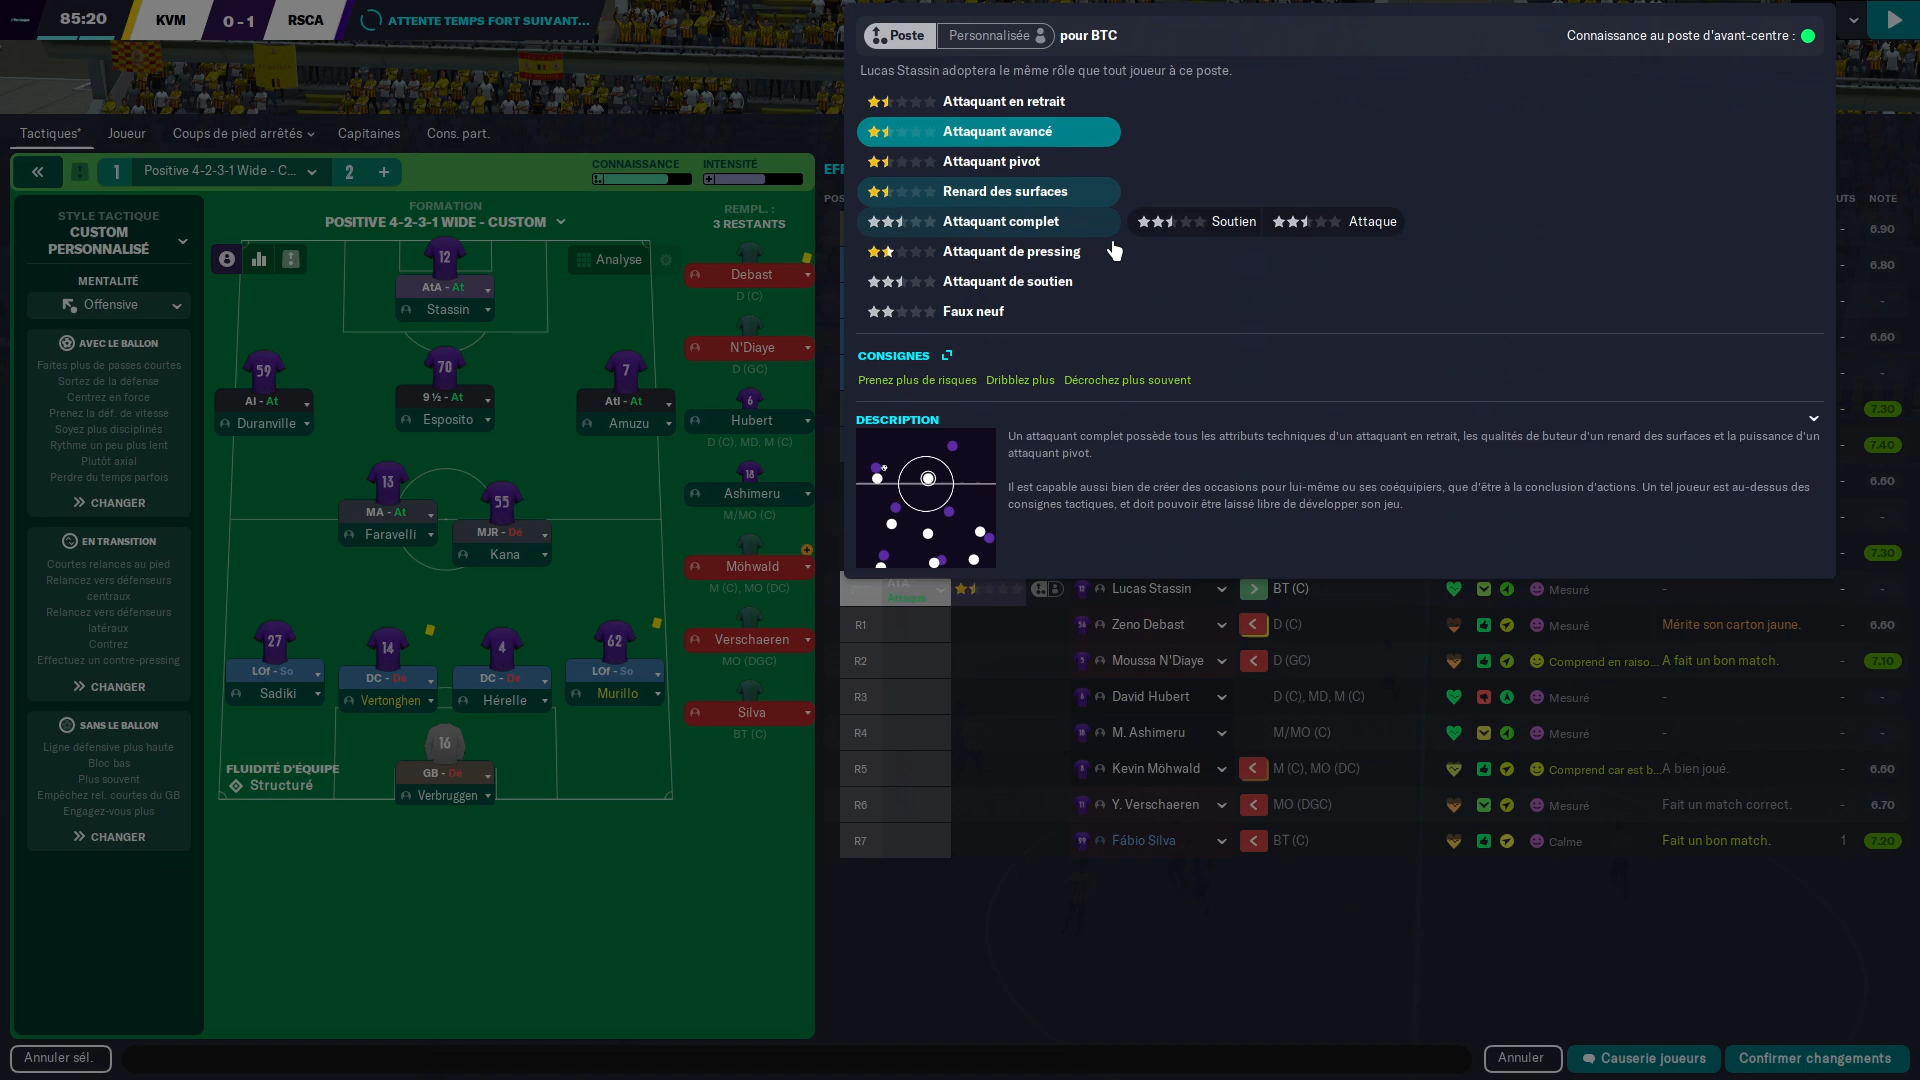 85:20
KVM
0 - 1
RSCA
ATTENTE TEMPS FORT SUIVANT...
Tactiques*
Joueur
Coups de pied arrêtés
Capitaines
Cons. part.
1
Positive 4-2-3-1 Wide - C...
2
CONNAISSANCE
INTENSITÉ
STYLE TACTIQUE
CUSTOM
PERSONNALISÉ
MENTALITÉ
Offensive
AVEC LE BALLON
Faites plus de passes courtes
Sortez de la défense
Centrez en force
Prenez la déf. de vitesse
Soyez plus disciplinés
Rythme un peu plus lent
Plutôt axial
Perdre du temps parfois
CHANGER
EN TRANSITION
Courtes relances au pied
Relancez vers défenseurs
centraux
Relancez vers défenseurs
latéraux
Contrez
Effectuez un contre-pressing
CHANGER
SANS LE BALLON
Ligne défensive plus haute
Bloc bas
Plus souvent
Empêchez rel. courtes du GB
Engagez-vous plus
CHANGER
FORMATION
POSITIVE 4-2-3-1 WIDE - CUSTOM
REMPL. :
3 RESTANTS
Analyse
12
AtA - At
Stassin
59
AI - At
Duranville
70
9 ½ - At
Esposito
7
AtI - At
Amuzu
13
MA - At
Faravelli
55
MJR - Dé
Kana
27
LOf - So
Sadiki
14
DC - Dé
Vertonghen
4
DC - Dé
Hérelle
62
LOf - So
Murillo
16
GB - Dé
Verbruggen
FLUIDITÉ D'ÉQUIPE
Structuré
Debast
D (C)
N'Diaye
D (GC)
6
Hubert
D (C), MD, M (C)
18
Ashimeru
M/MO (C)
Möhwald
M (C), MO (DC)
Verschaeren
MO (DGC)
Silva
BT (C)
Poste
Personnalisée
pour BTC
Connaissance au poste d'avant-centre :
Lucas Stassin adoptera le même rôle que tout joueur à ce poste.
Attaquant en retrait
Attaquant avancé
Attaquant pivot
Renard des surfaces
Attaquant complet
Soutien
Attaque
Attaquant de pressing
Attaquant de soutien
Faux neuf
CONSIGNES
Prenez plus de risques Dribblez plus Décrochez plus souvent
DESCRIPTION
Un attaquant complet possède tous les attributs techniques d'un attaquant en retrait, les qualités de buteur d'un renard des surfaces et la puissance d'un
attaquant pivot.
Il est capable aussi bien de créer des occasions pour lui-même ou ses coéquipiers, que d'être à la conclusion d'actions. Un tel joueur est au-dessus des
consignes tactiques, et doit pouvoir être laissé libre de développer son jeu.
UTS
NOTE
- 6.90
- 6.80
- -
- 6.60
- -
- 7.30
- 7.40
- 6.60
- -
- 7.30
AtA
Attaque
Lucas Stassin
BT (C)
Mesuré
-
- -
R1
Zeno Debast
D (C)
Mesuré
Mérite son carton jaune.
- 6.60
R2
Moussa N'Diaye
D (GC)
Comprend en raiso...
A fait un bon match.
- 7.10
R3
David Hubert
D (C), MD, M (C)
Mesuré
-
- -
R4
M. Ashimeru
M/MO (C)
Mesuré
-
- -
R5
Kevin Möhwald
M (C), MO (DC)
Comprend car est b...
A bien joué.
- 6.60
R6
Y. Verschaeren
MO (DGC)
Mesuré
Fait un match correct.
- 6.70
R7
Fábio Silva
BT (C)
Calme
Fait un bon match.
1 7.20
Annuler sél.
Annuler
Causerie joueurs
Confirmer changements